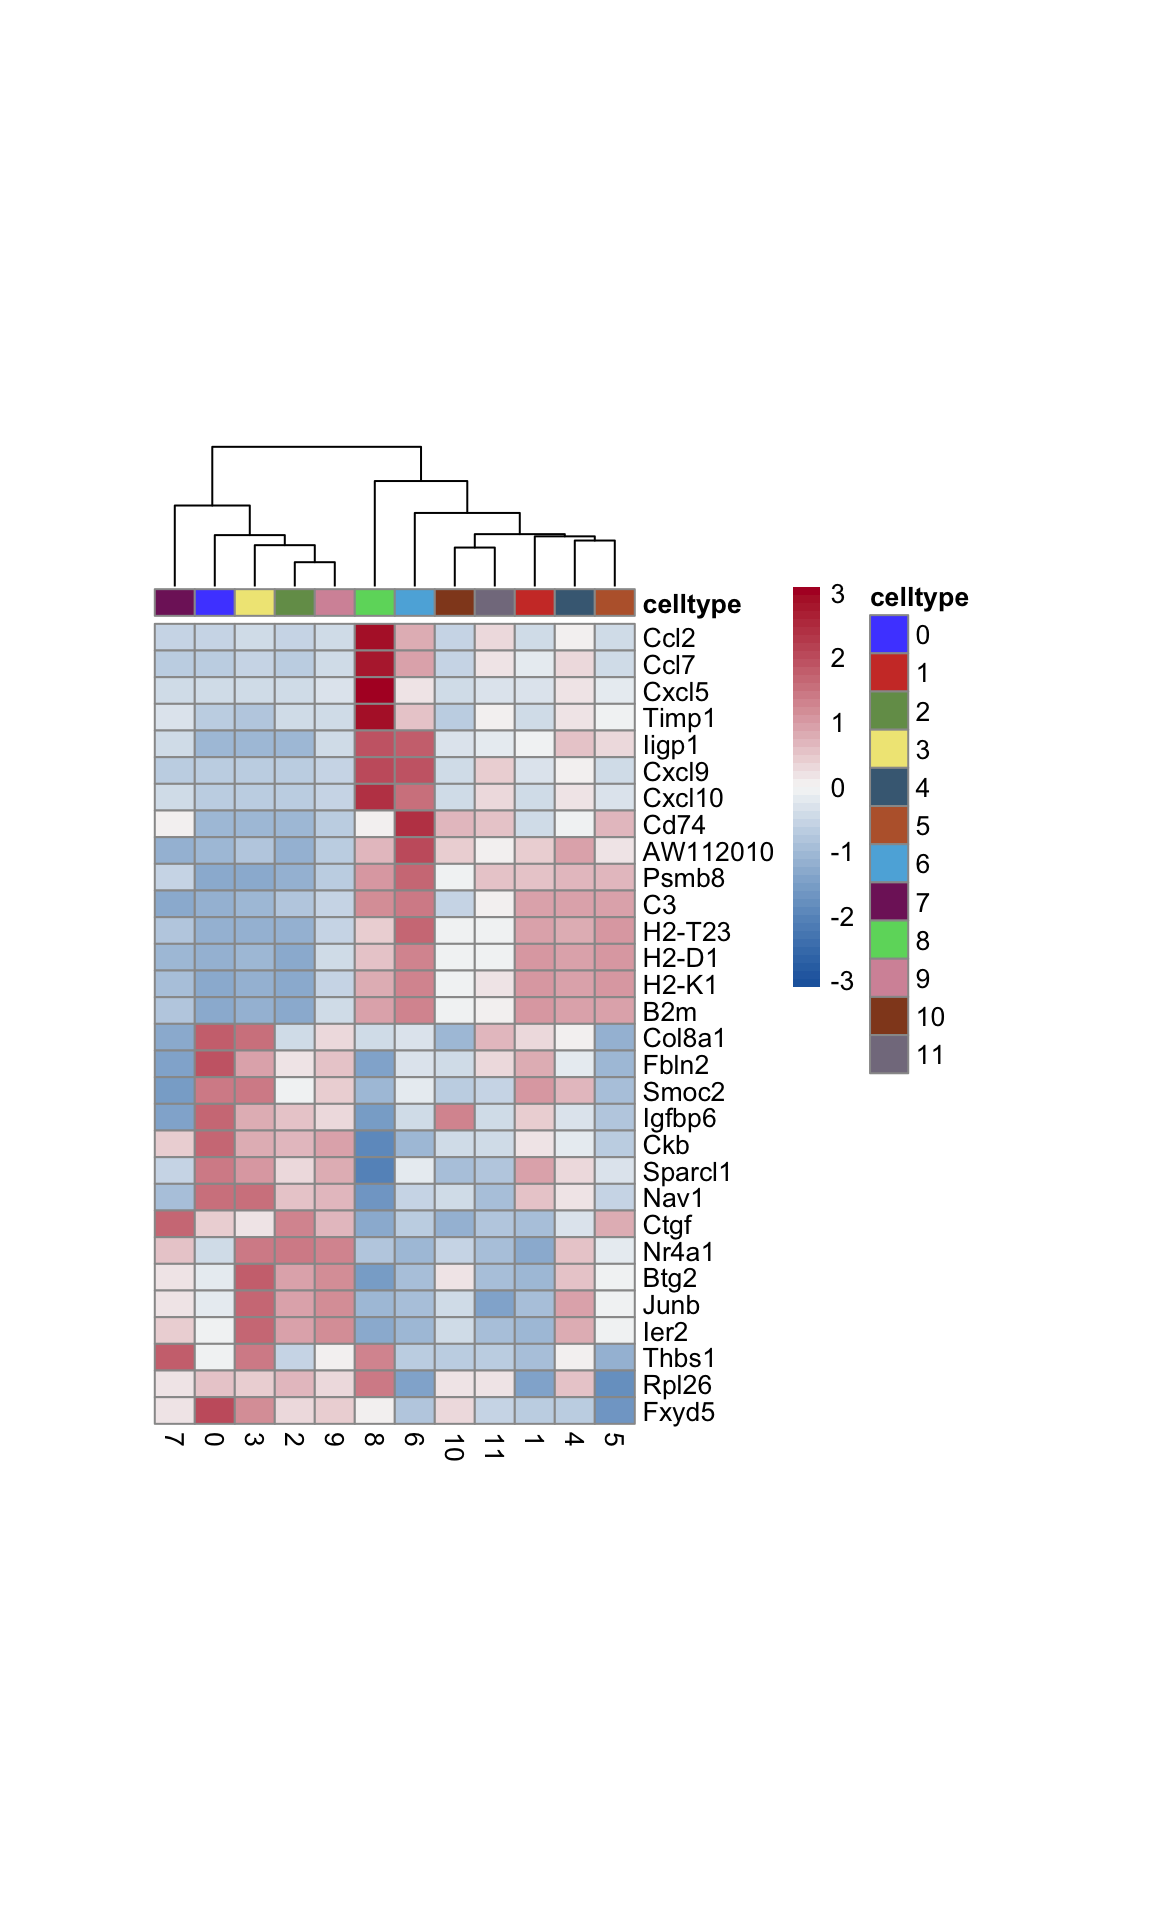 celltype
Ccl2
Ccl7
Cxcl5
Timp1
Iigp1
Cxcl9
Cxcl10
Cd74
AW112010
Psmb8
C3
H2-T23
H2-D1
H2-K1
B2m
Col8a1
Fbln2
Smoc2
Igfbp6
Ckb
Sparcl1
Nav1
Ctgf
Nr4a1
Btg2
Junb
Ier2
Thbs1
Rpl26
Fxyd5
7 0 3 2 9 8 6 10 11 1 4 5
3
2
1
0
-1
-2
-3
celltype
0
1
2
3
4
5
6
7
8
9
10
11